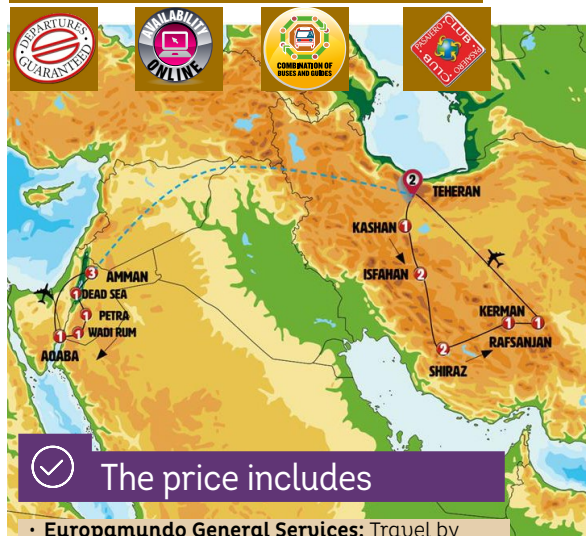 DEPARTURES
GUARANTEED
AVAILABILITY
ONLINE
COMBINATION OF
BUSES AND GUIDES
PASAJERO CLUB
PASAJERO CLUB
2
TEHERAN
KASHAN 1
ISFAHAN 2
3 AMMAN
1 DEAD SEA
1 PETRA
1 WADI RUM
1
AQABA
KERMAN
1 1
RAFSANJAN
2
SHIRAZ
The price includes
• Europamundo General Services: Travel by